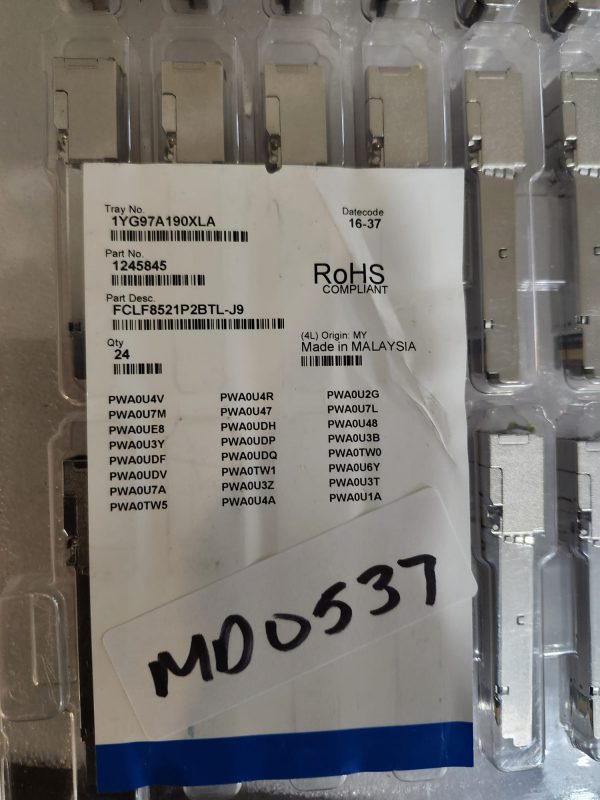 Tray No.
1YG97A190XLA
Datecode
16-37
Part No.
1245845
RoHS
COMPLIANT
Part Desc.
FCLF8521P2BTL-J9
Qty
24
(4L) Origin: MY
Made in MALAYSIA
PWA0U4V PWA0U4R PWA0U2G
PWA0U7M PWA0U47 PWA0U7L
PWA0UE8 PWA0UDH PWA0U48
PWA0U3Y PWA0UDP PWA0U3B
PWA0UDF PWA0UDQ PWA0TW0
PWA0UDV PWA0TW1 PWA0U6Y
PWA0U7A PWA0U3Z PWA0U3T
PWA0TW5 PWA0U4A PWA0U1A
MD0537